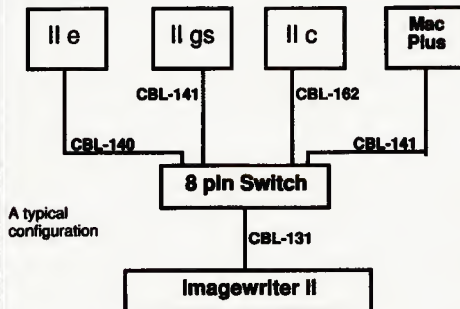 II e
II gs
II c
Mac
Plus
CBL-141
CBL-162
CBL-140
CBL-141
8 pin Switch
A typical
configuration
CBL-131
Imagewriter II